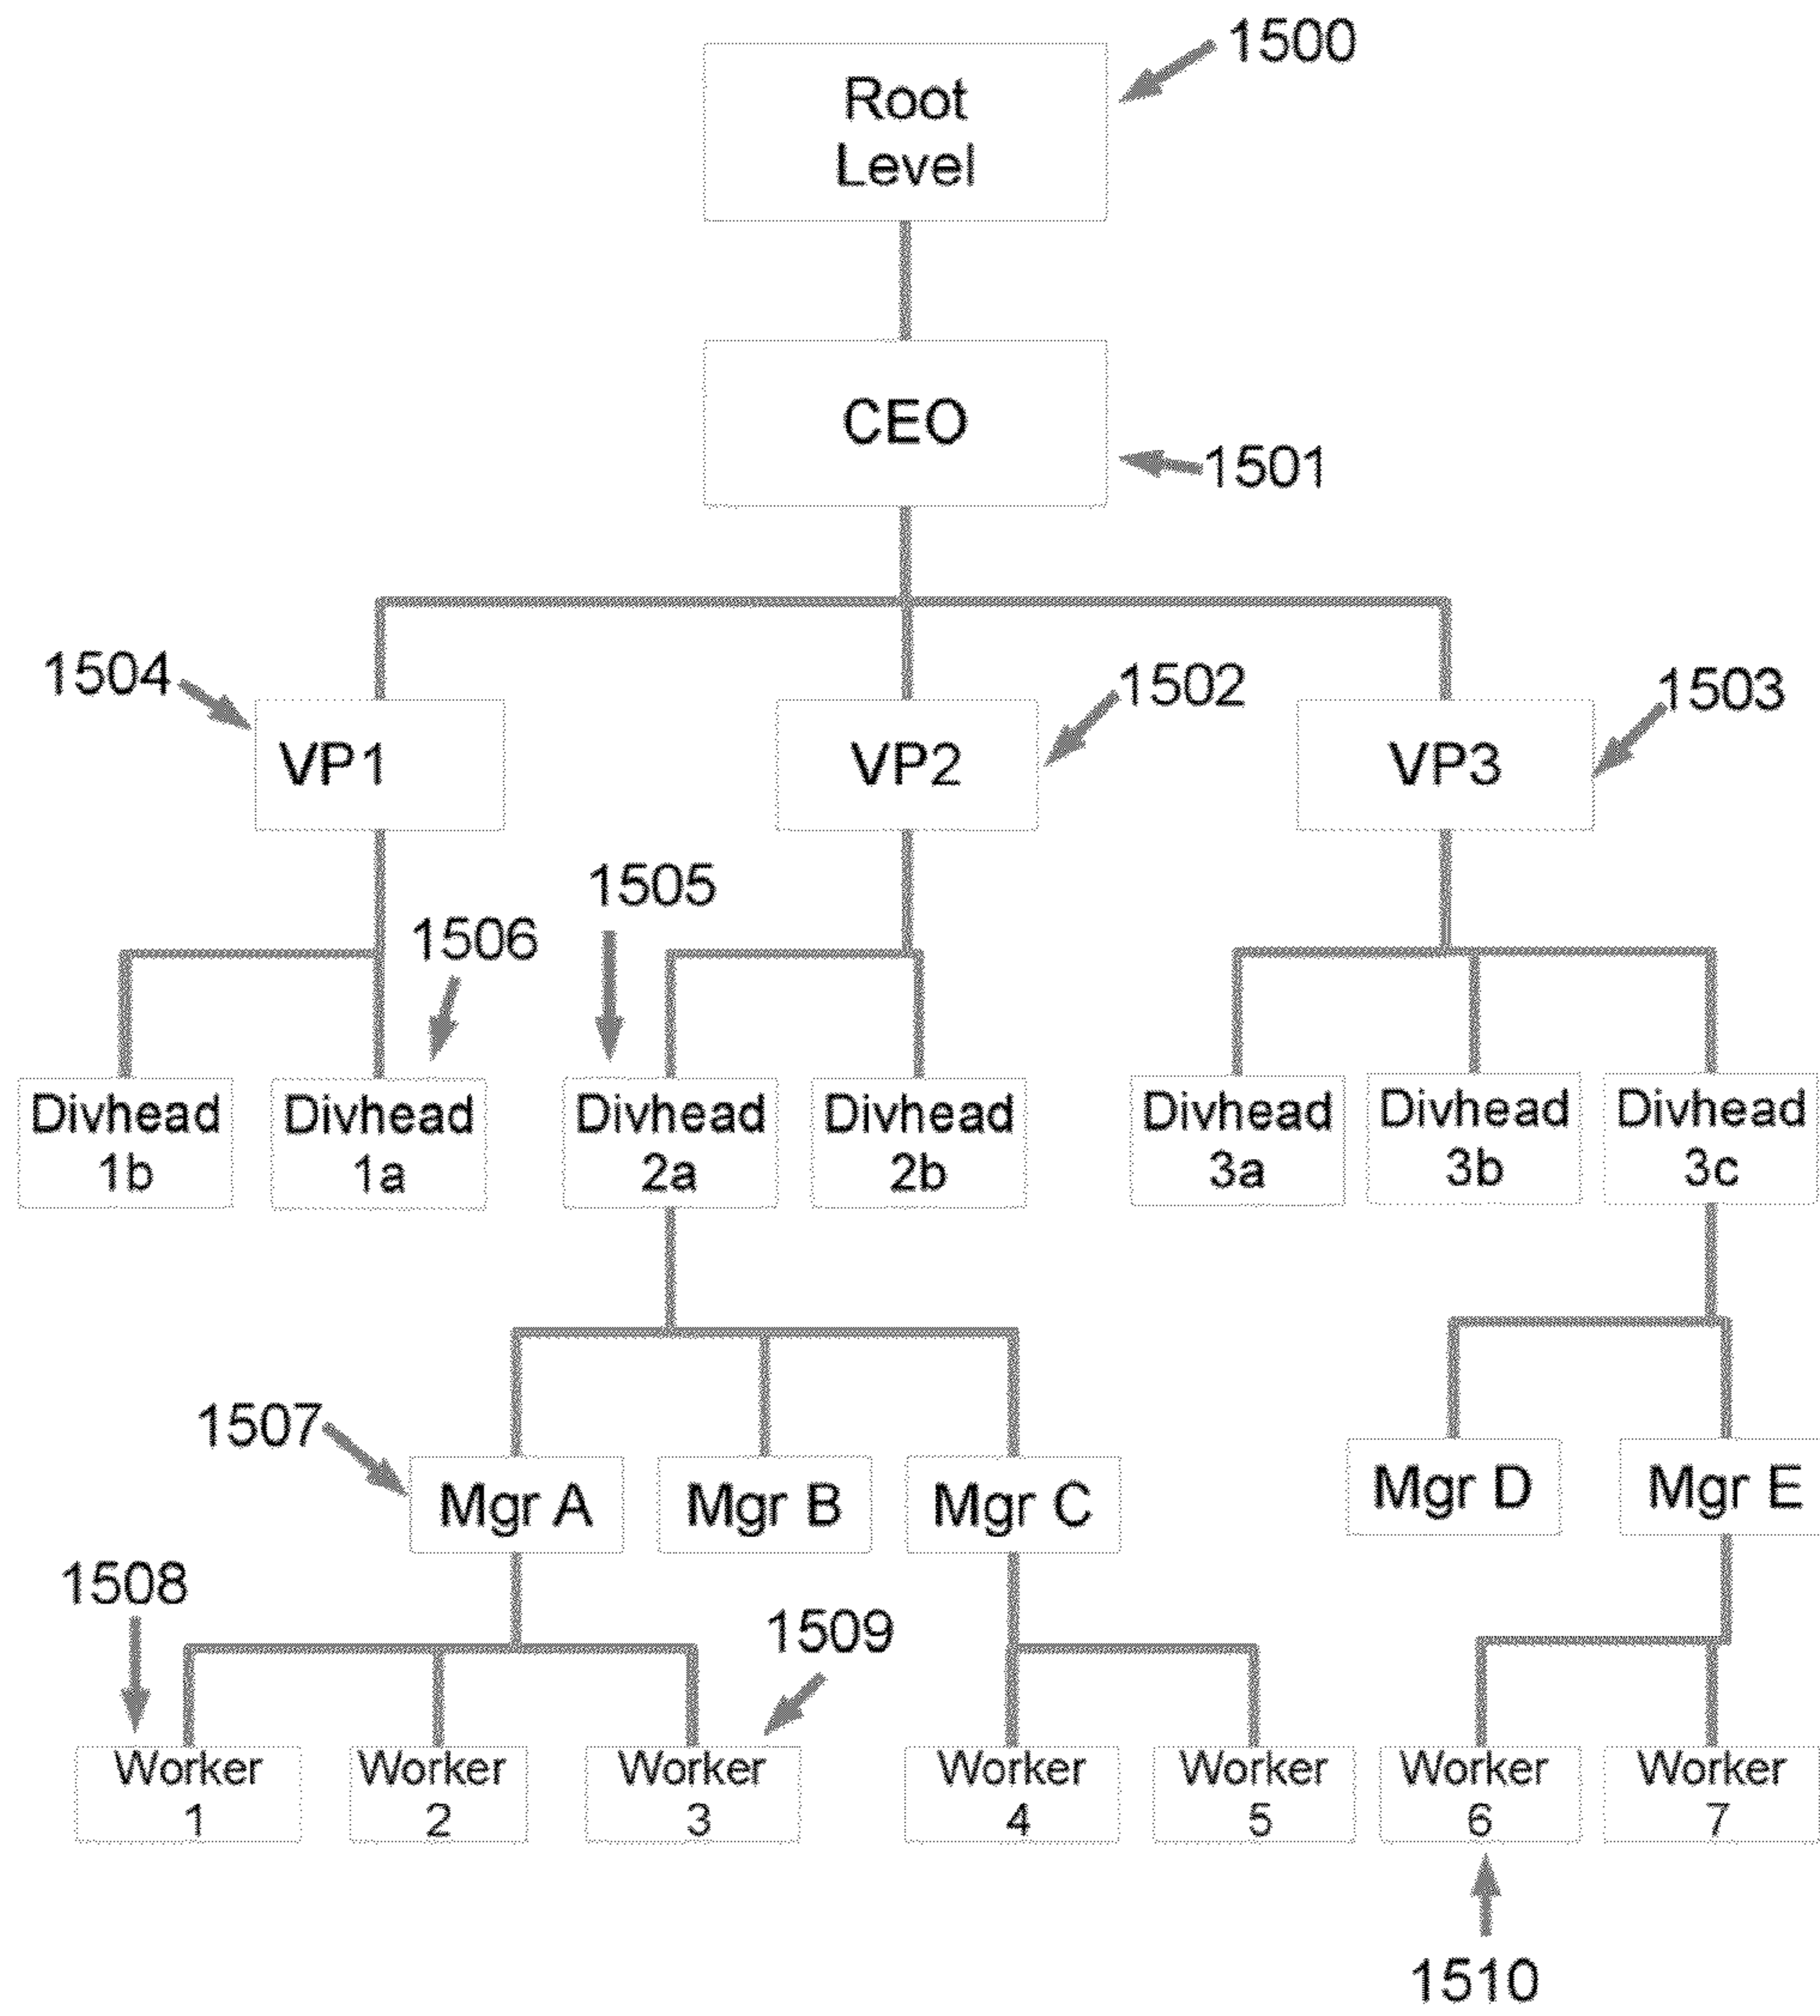 1500
Root
Level
CEO
1501
1504
1502
1503
VP1
VP2
VP3
1505
1506
Divhead
1b
Divhead
1a
Divhead
2a
Divhead
2b
Divhead
3a
Divhead
3b
Divhead
3c
1507
Mgr A
Mgr B
Mgr C
Mgr D
Mgr E
1508
1509
Worker
1
Worker
2
Worker
3
Worker
4
Worker
5
Worker
6
Worker
7
1510